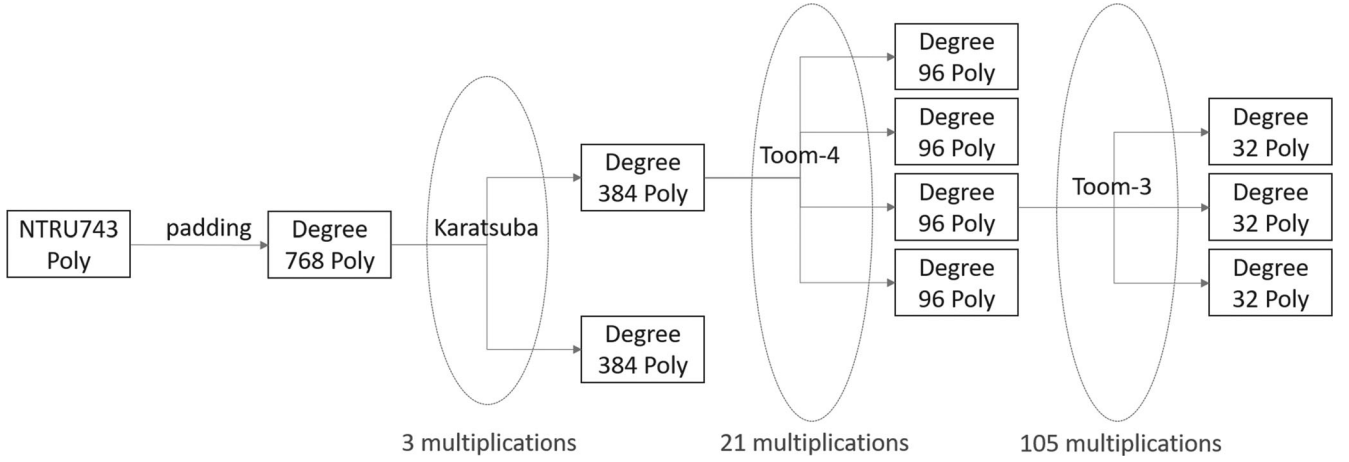 NTRU743
Poly
padding
Degree
768 Poly
Karatsuba
3 multiplications
Degree
384 Poly
Degree
384 Poly
Toom-4
21 multiplications
Degree
96 Poly
Degree
96 Poly
Degree
96 Poly
Degree
96 Poly
Toom-3
105 multiplications
Degree
32 Poly
Degree
32 Poly
Degree
32 Poly